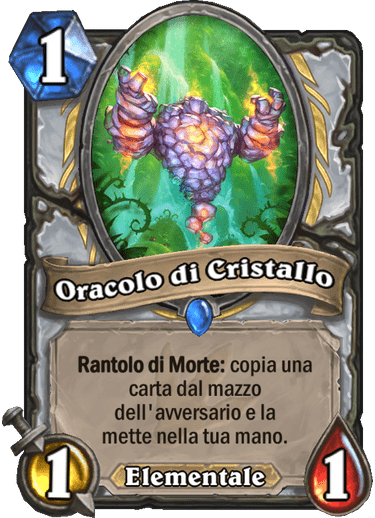 1
Oracolo di Cristallo
Rantolo di Morte: copia una
carta dal mazzo
dell'avversario e la
mette nella tua mano.
1
Elementale
1